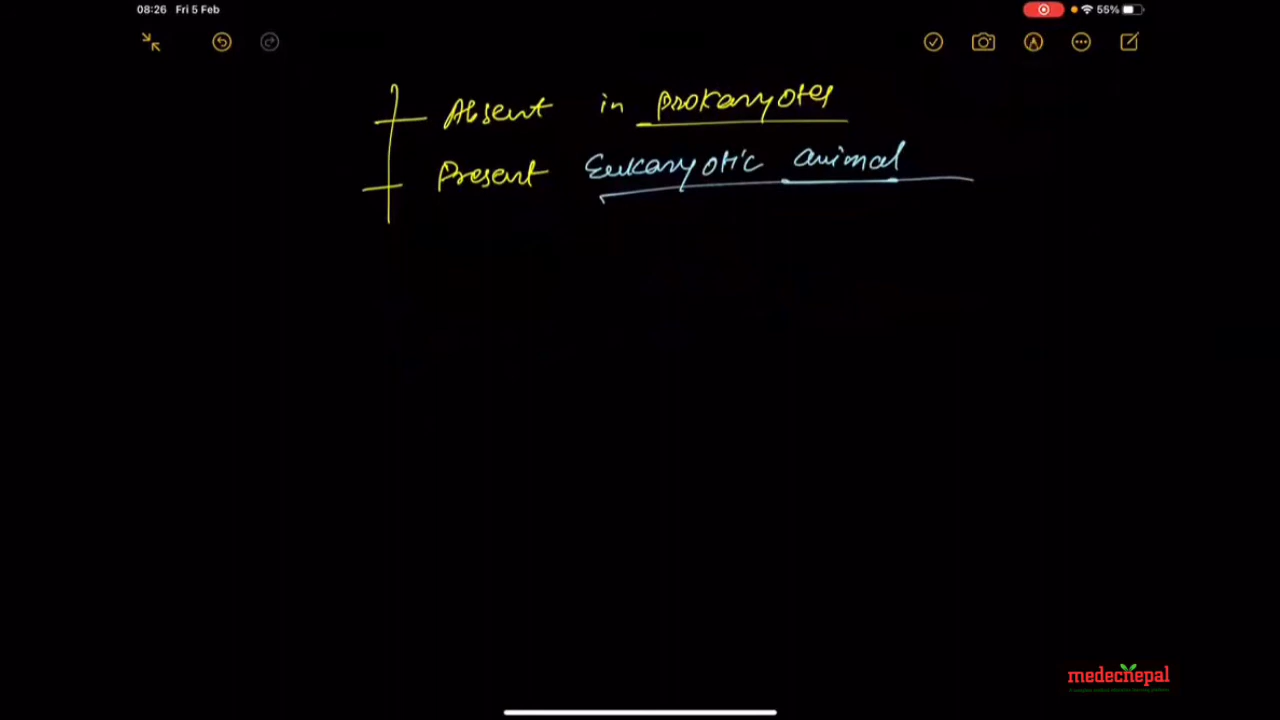 08:26 Fri 5 Feb 55%
Absent in prokaryotes
Present Eukaryotic animal
medecnepal